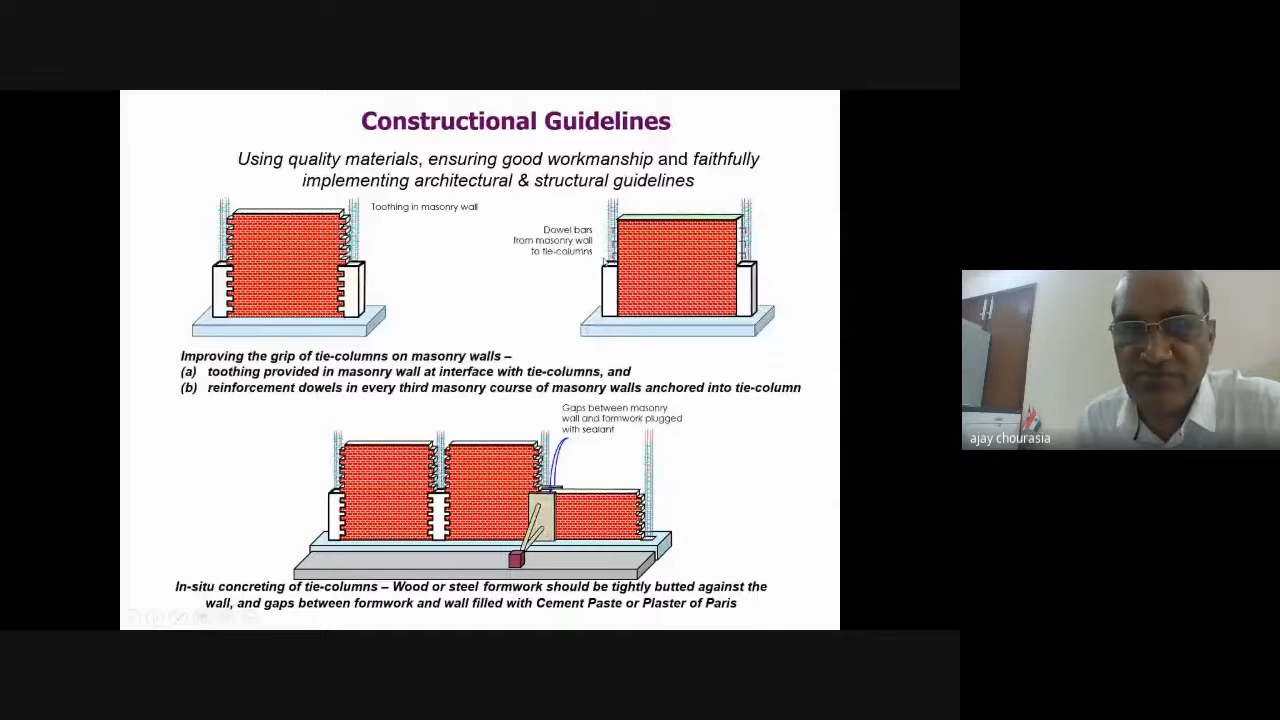 Constructional Guidelines
Using quality materials, ensuring good workmanship and faithfully
implementing architectural & structural guidelines
Toothing in masonry wall
Dowel bars
from masonry wall
to tie-columns
Improving the grip of tie-columns on masonry walls –
(a) toothing provided in masonry wall at interface with tie-columns, and
(b) reinforcement dowels in every third masonry course of masonry walls anchored into tie-column
Gaps between masonry
wall and formwork plugged
with sealant
In-situ concreting of tie-columns – Wood or steel formwork should be tightly butted against the
wall, and gaps between formwork and wall filled with Cement Paste or Plaster of Paris
ajay chourasia